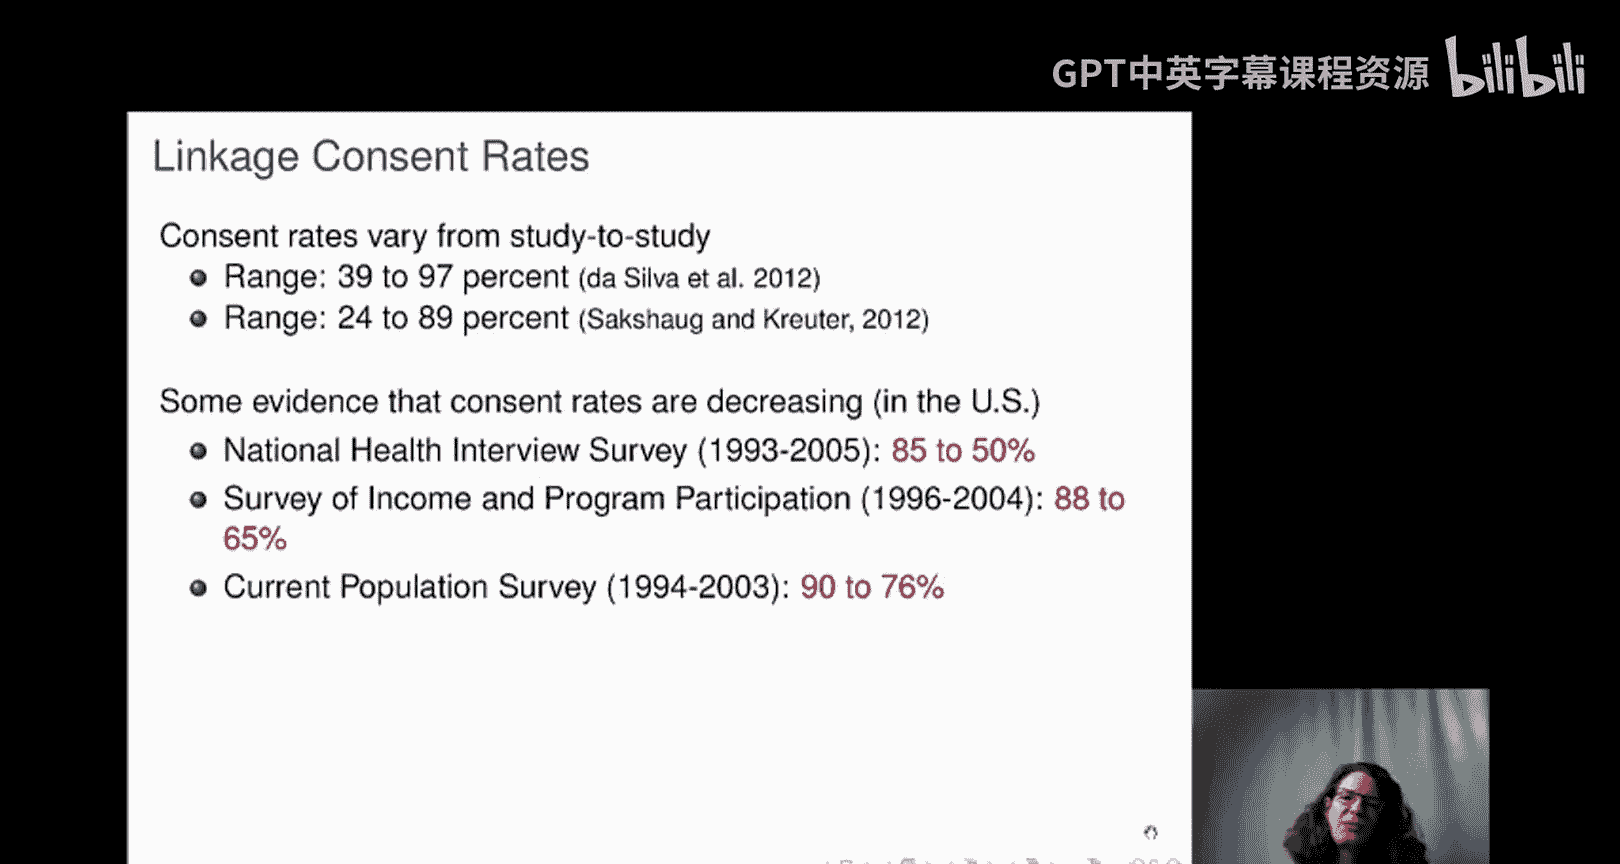 GPT中英字幕课程资源 bilibili
Linkage Consent Rates
Consent rates vary from study-to-study
Range: 39 to 97 percent (da Silva et al. 2012)
Range: 24 to 89 percent (Sakshaug and Kreuter, 2012)
Some evidence that consent rates are decreasing (in the U.S.)
National Health Interview Survey (1993-2005): 85 to 50%
Survey of Income and Program Participation (1996-2004): 88 to
65%
Current Population Survey (1994-2003): 90 to 76%